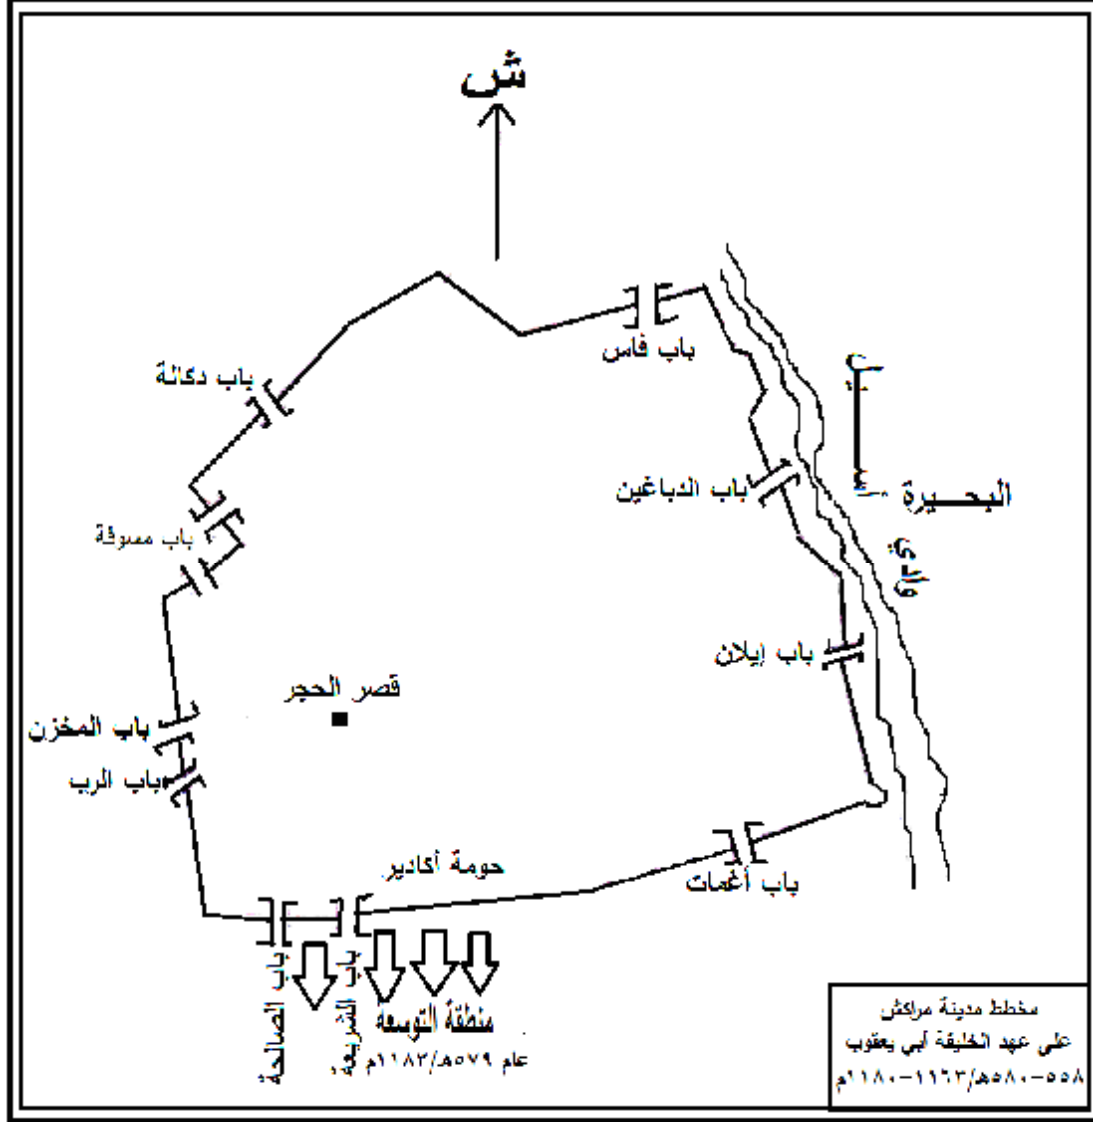 ش
باب فاس
باب دكالة
باب الدباغين
البحـــيرة
وادي
باب مسوفة
باب إيلان
قصر الحجر
باب المخزن
باب الرب
حومة أكادير
باب أغمات
باب الصالحة
باب الشريعة
منطقة التوسعة
عام ٥٧٩هـ/١١٨٣م
مخطط مدينة مراكش
على عهد الخليفة أبي يعقوب
٥٥٨-٥٨٠هـ/١١٦٣-١١٨٠م